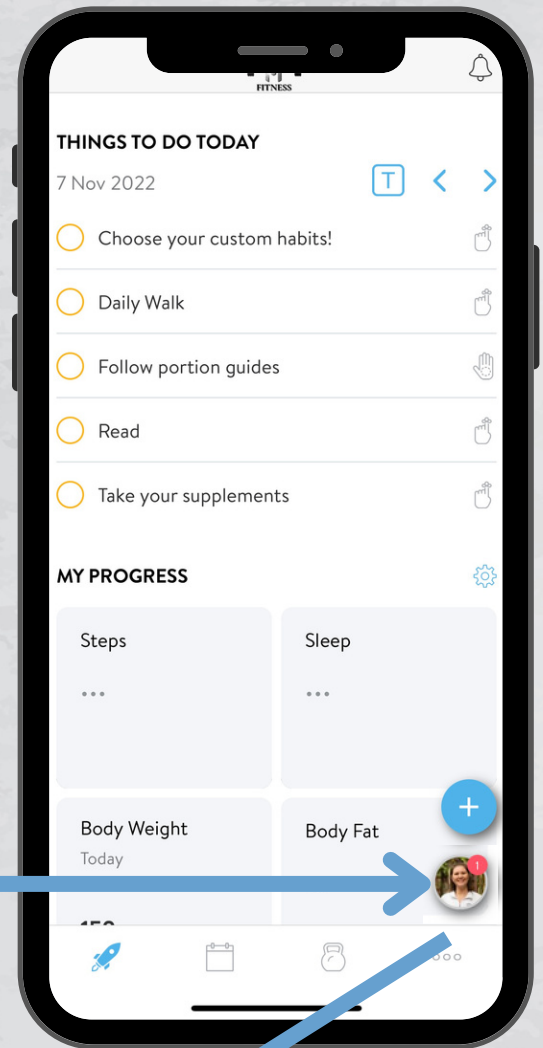 FITNESS
THINGS TO DO TODAY
7 Nov 2022 T
Choose your custom habits!
Daily Walk
Follow portion guides
Read
Take your supplements
MY PROGRESS
Steps Sleep
... ...
Body Weight Body Fat
Today
1